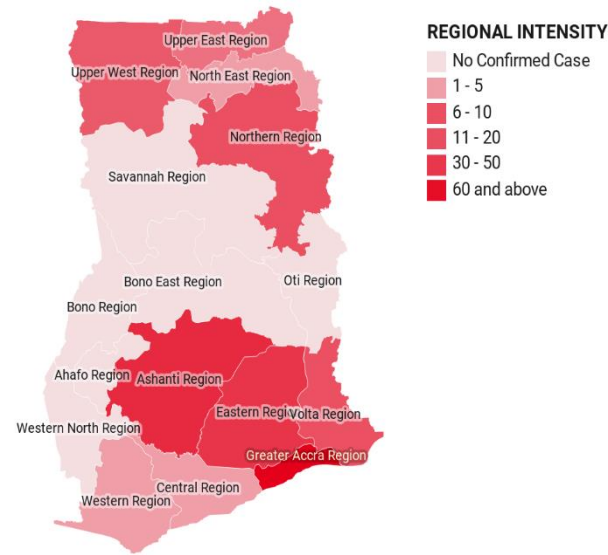 Upper East Region
Upper West Region
North East Region
Northern Region
Savannah Region
Bono East Region
Oti Region
Bono Region
Ahafo Region
Ashanti Region
Eastern Region
Volta Region
Western North Region
Greater Accra Region
Central Region
Western Region
REGIONAL INTENSITY
No Confirmed Case
1 - 5
6 - 10
11 - 20
30 - 50
60 and above